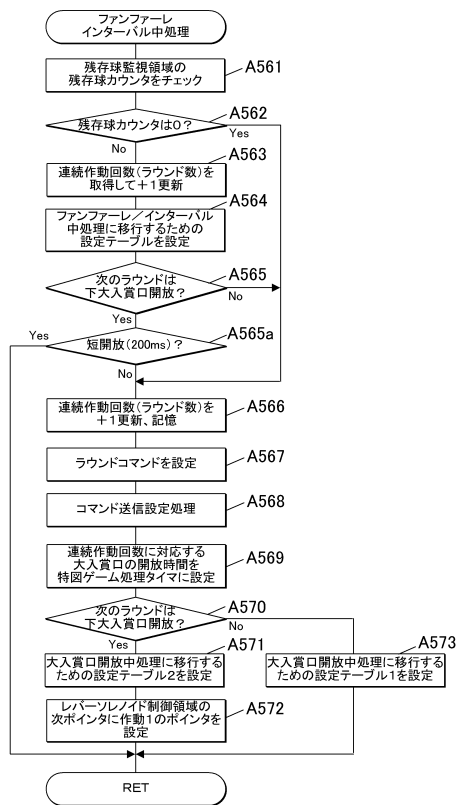 ファンファーレ
インターバル中処理
残存球監視領域の
残存球カウンタをチェック
A561
残存球カウンタは0？
A562
Yes
No
連続作動回数（ラウンド数）を
取得して＋1更新
A563
ファンファーレ／インターバル
中処理に移行するための
設定テーブルを設定
A564
次のラウンドは
下大入賞口開放？
A565
No
Yes
短開放（200ms）？
A565a
Yes
No
連続作動回数（ラウンド数）を
＋1更新、記憶
A566
ラウンドコマンドを設定
A567
コマンド送信設定処理
A568
連続作動回数に対応する
大入賞口の開放時間を
特図ゲーム処理タイマに設定
A569
次のラウンドは
下大入賞口開放？
A570
No
Yes
大入賞口開放中処理に移行する
ための設定テーブル2を設定
A571
大入賞口開放中処理に移行する
ための設定テーブル1を設定
A573
レバーソレノイド制御領域の
次ポインタに作動1のポインタを
設定
A572
RET